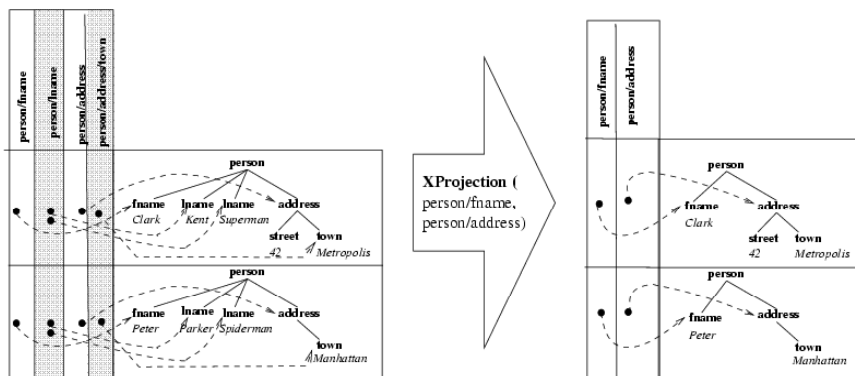 person/fname
person/lname
person/address
person/address/town
person
fname lname lname address
Clark Kent Superman
street town
42 Metropolis
person
fname lname lname address
Peter Parker Spiderman
town
Manhattan
XProjection (
person/fname,
person/address)
person/fname
person/address
person
fname address
Clark
street town
42 Metropolis
person
fname address
Peter
town
Manhattan